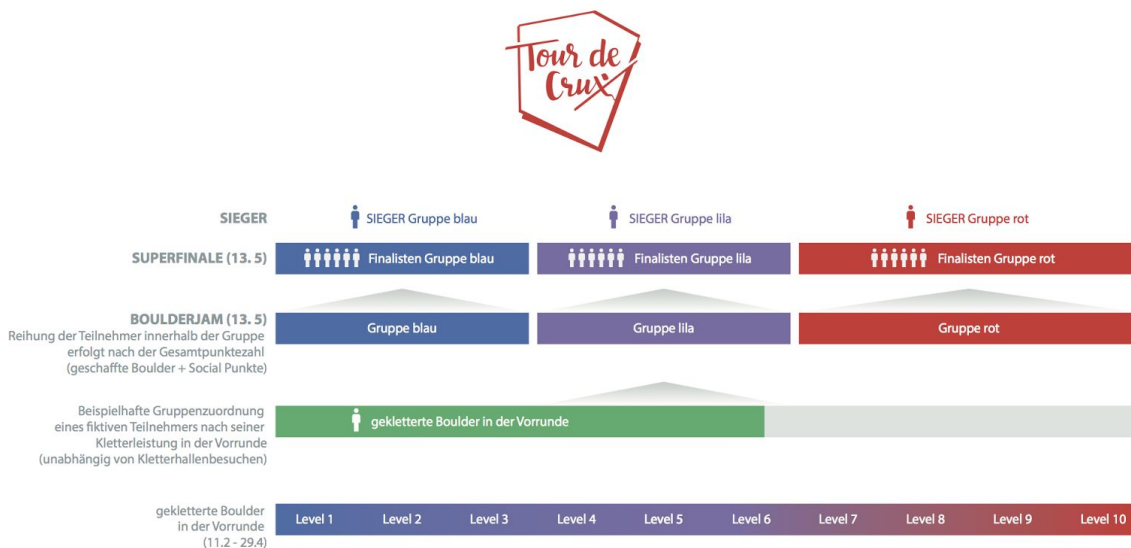 Tour de
Crux
SIEGER
SIEGER Gruppe blau
SIEGER Gruppe lila
SIEGER Gruppe rot
SUPERFINALE (13. 5)
Finalisten Gruppe blau
Finalisten Gruppe lila
Finalisten Gruppe rot
BOULDERJAM (13. 5)
Reihung der Teilnehmer innerhalb der Gruppe
erfolgt nach der Gesamtpunktezahl
(geschaffte Boulder + Social Punkte)
Gruppe blau
Gruppe lila
Gruppe rot
Beispielhafte Gruppenzuordnung
eines fiktiven Teilnehmers nach seiner
Kletterleistung in der Vorrunde
(unabhängig von Kletterhallenbesuchen)
gekletterte Boulder in der Vorrunde
gekletterte Boulder
in der Vorrunde
(11.2 - 29.4)
Level 1
Level 2
Level 3
Level 4
Level 5
Level 6
Level 7
Level 8
Level 9
Level 10